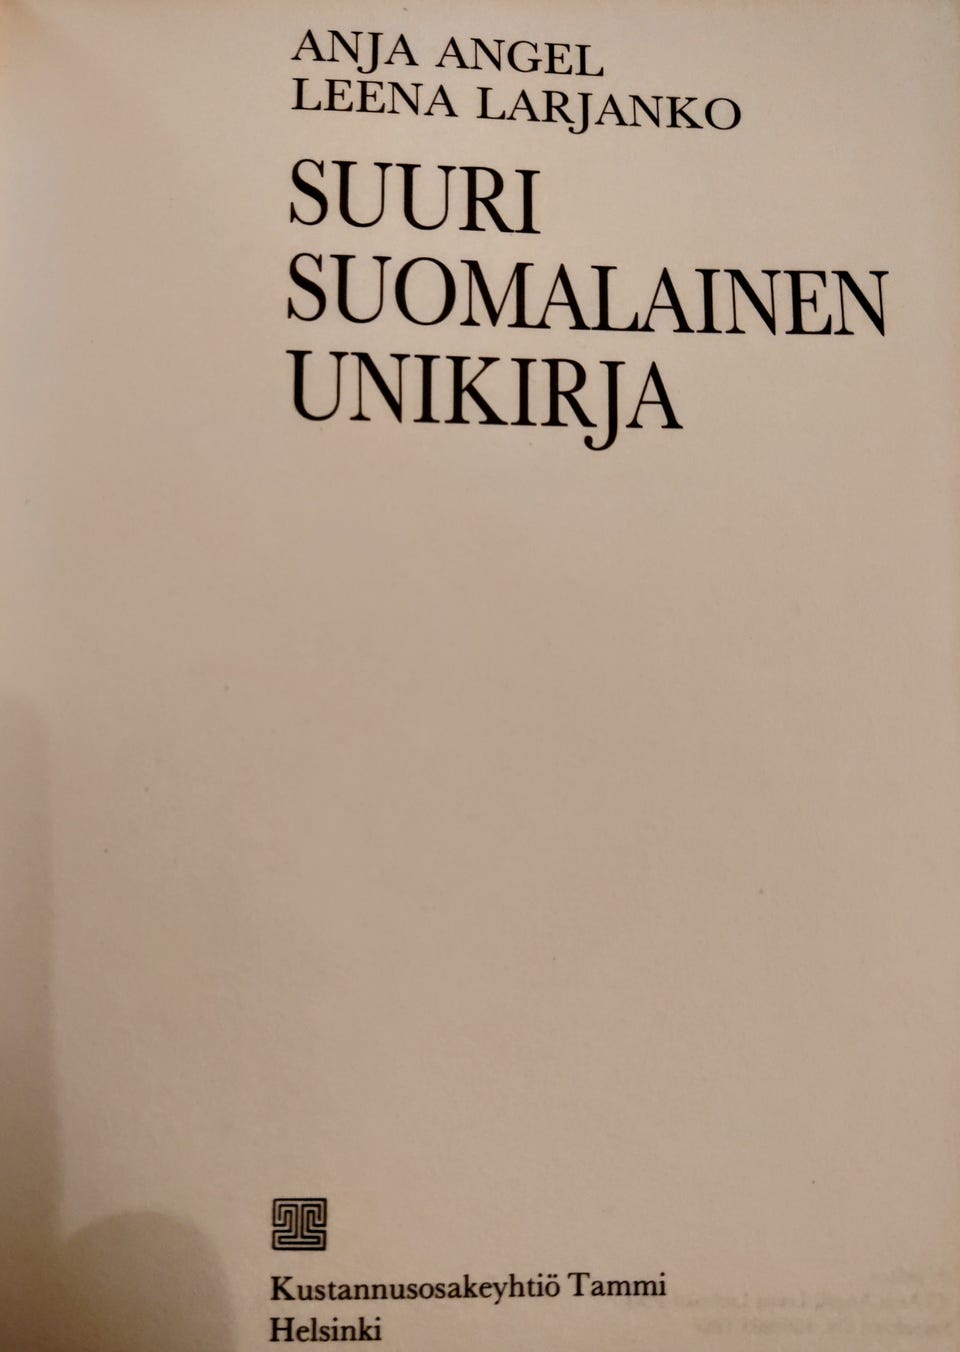 ANJA ANGEL
LEENA LARJANKO
SUURI
SUOMALAINEN
UNIKIRJA
Kustannusosakeyhtiö Tammi
Helsinki